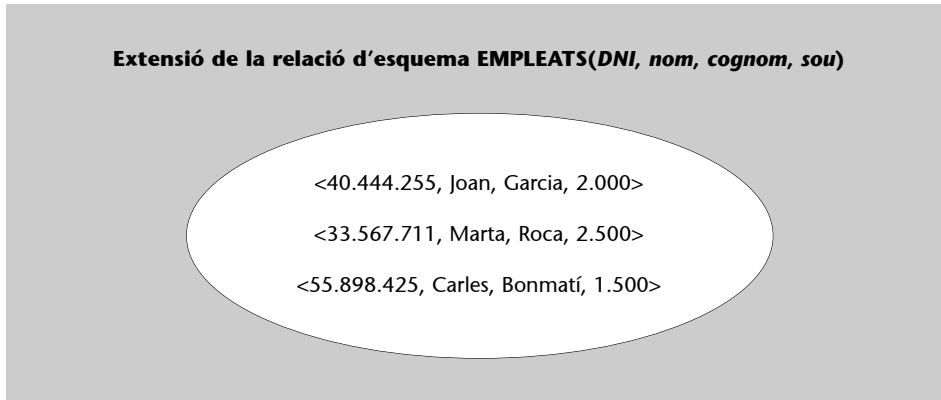 Extensió de la relació d'esquema EMPLEATS(DNI, nom, cognom, sou)
<40.444.255, Joan, Garcia, 2.000>
<33.567.711, Marta, Roca, 2.500>
<55.898.425, Carles, Bonmatí, 1.500>